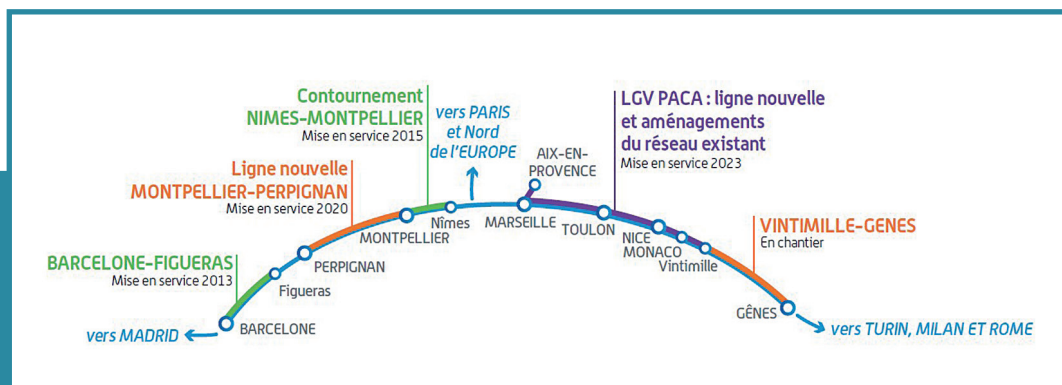 Contournement
NIMES-MONTPELLIER
Mise en service 2015
vers PARIS
et Nord
de l'EUROPE
LGV PACA : ligne nouvelle
et aménagements
du réseau existant
Mise en service 2023
AIX-EN-
PROVENCE
Ligne nouvelle
MONTPELLIER-PERPIGNAN
Mise en service 2020
Nîmes
MARSEILLE
TOULON
MONTPELLIER
NICE
MONACO
Vintimille
VINTIMILLE-GENES
En chantier
BARCELONE-FIGUERAS
Mise en service 2013
PERPIGNAN
Figueras
GÊNES
BARCELONE
vers MADRID
vers TURIN, MILAN ET ROME